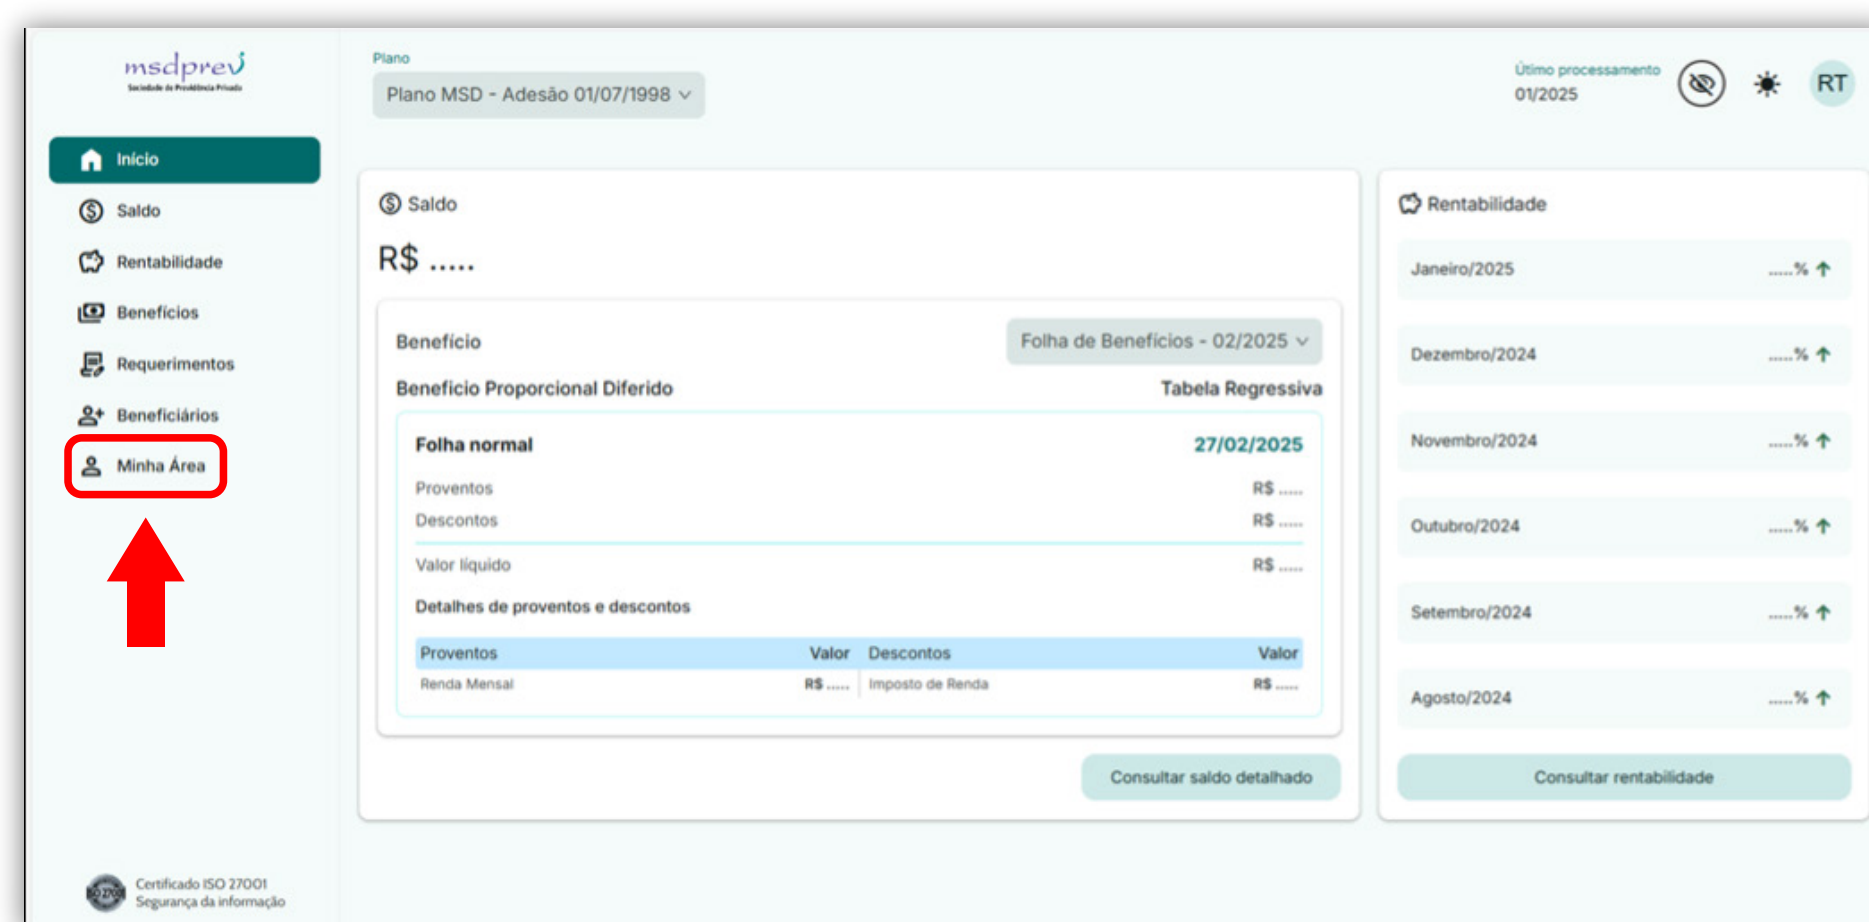 msdprev
Sociedade de Previdência Privada
Início
Saldo
Rentabilidade
Benefícios
Requerimentos
Beneficiários
Minha Área
ISO 27001
Certificado ISO 27001
Segurança da informação
Plano
Plano MSD - Adesão 01/07/1998
Útimo processamento
01/2025
RT
Saldo
R$ .....
Benefício
Folha de Benefícios - 02/2025
Beneficio Proporcional Diferido
Tabela Regressiva
Folha normal
27/02/2025
Proventos R$ .....
Descontos R$ .....
Valor líquido R$ .....
Detalhes de proventos e descontos
Proventos Valor Descontos Valor
Renda Mensal R$ ..... Imposto de Renda R$ .....
Consultar saldo detalhado
Rentabilidade
Janeiro/2025 .....%
Dezembro/2024 .....%
Novembro/2024 .....%
Outubro/2024 .....%
Setembro/2024 .....%
Agosto/2024 .....%
Consultar rentabilidade